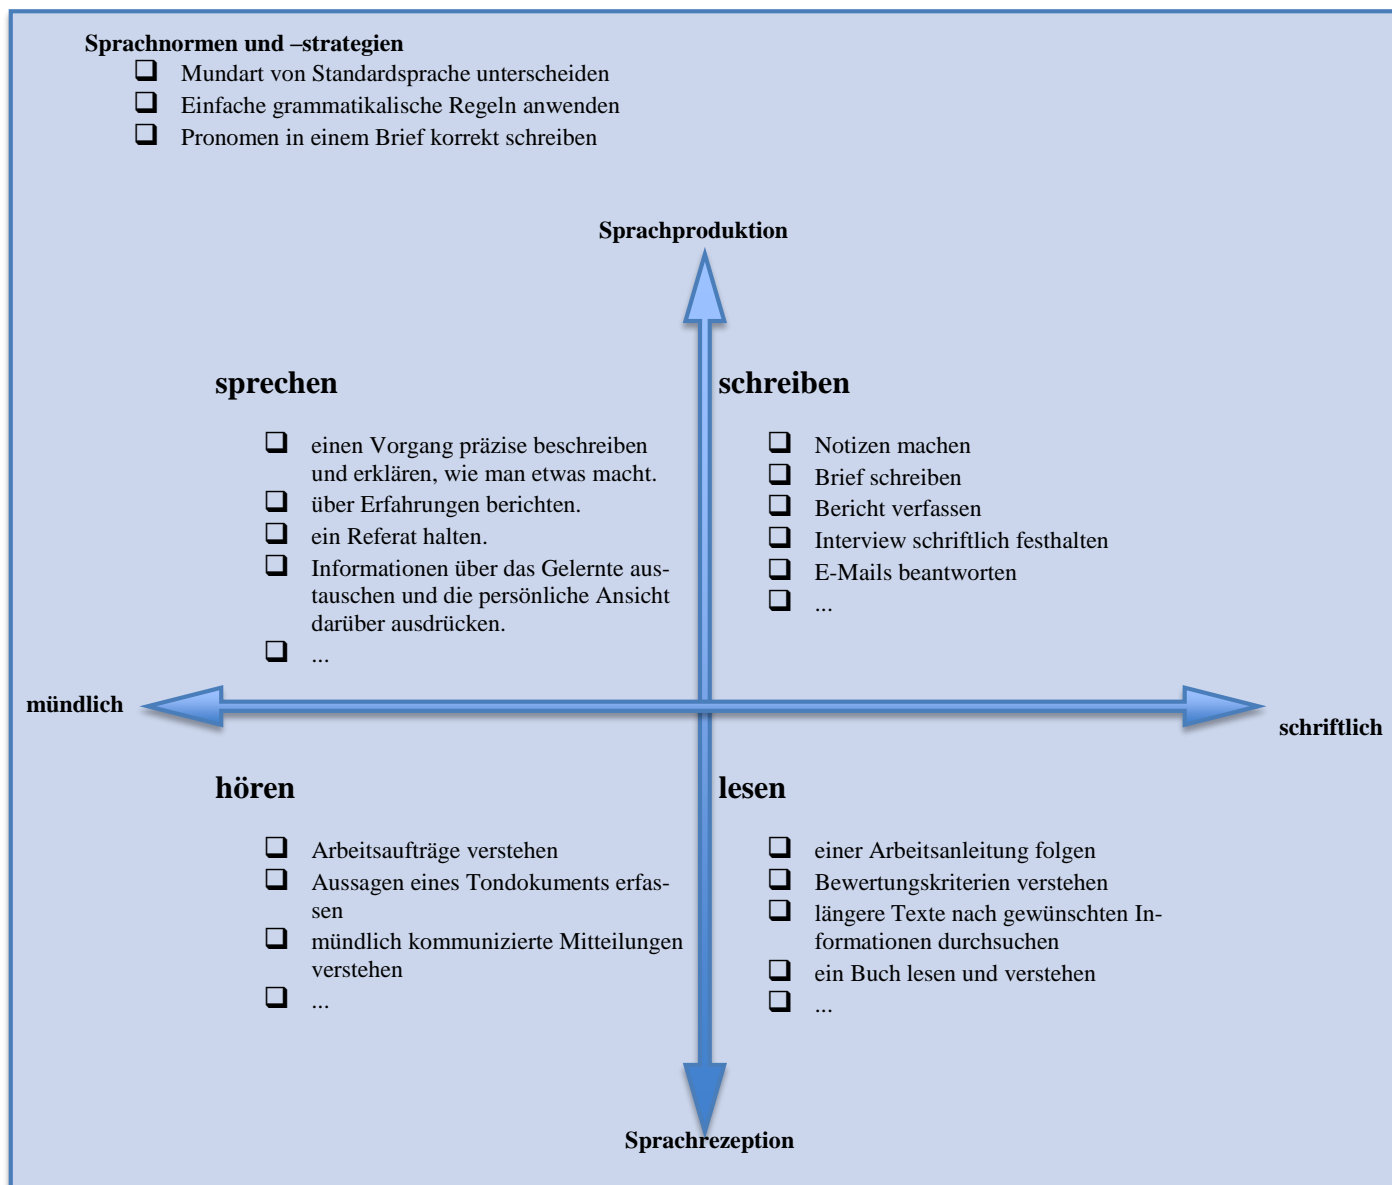 Sprachnormen und –strategien
❑ Mundart von Standardsprache unterscheiden
❑ Einfache grammatikalische Regeln anwenden
❑ Pronomen in einem Brief korrekt schreiben
Sprachproduktion
sprechen
❑ einen Vorgang präzise beschreiben
und erklären, wie man etwas macht.
❑ über Erfahrungen berichten.
❑ ein Referat halten.
❑ Informationen über das Gelernte aus-
tauschen und die persönliche Ansicht
darüber ausdrücken.
❑ ...
schreiben
❑ Notizen machen
❑ Brief schreiben
❑ Bericht verfassen
❑ Interview schriftlich festhalten
❑ E-Mails beantworten
❑ ...
mündlich
schriftlich
hören
❑ Arbeitsaufträge verstehen
❑ Aussagen eines Tondokuments erfas-
sen
❑ mündlich kommunizierte Mitteilungen
verstehen
❑ ...
lesen
❑ einer Arbeitsanleitung folgen
❑ Bewertungskriterien verstehen
❑ längere Texte nach gewünschten In-
formationen durchsuchen
❑ ein Buch lesen und verstehen
❑ ...
Sprachrezeption